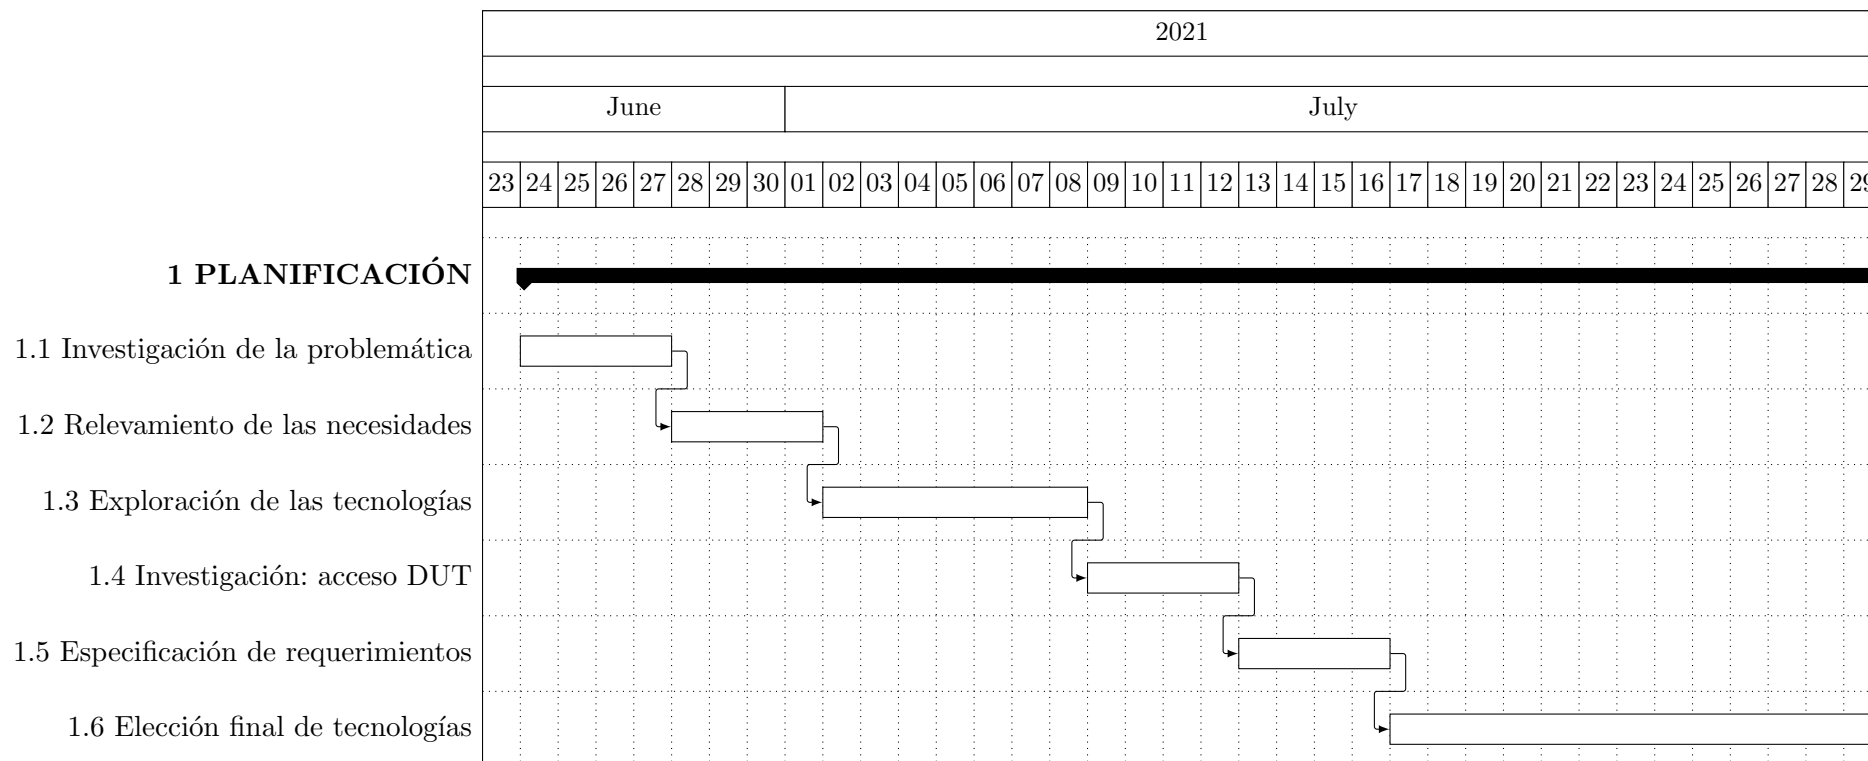 2021
June July
23 24 25 26 27 28 29 30 01 02 03 04 05 06 07 08 09 10 11 12 13 14 15 16 17 18 19 20 21 22 23 24 25 26 27 28 29
1 PLANIFICACIÓN
1.1 Investigación de la problemática
1.2 Relevamiento de las necesidades
1.3 Exploración de las tecnologías
1.4 Investigación: acceso DUT
1.5 Especificación de requerimientos
1.6 Elección final de tecnologías